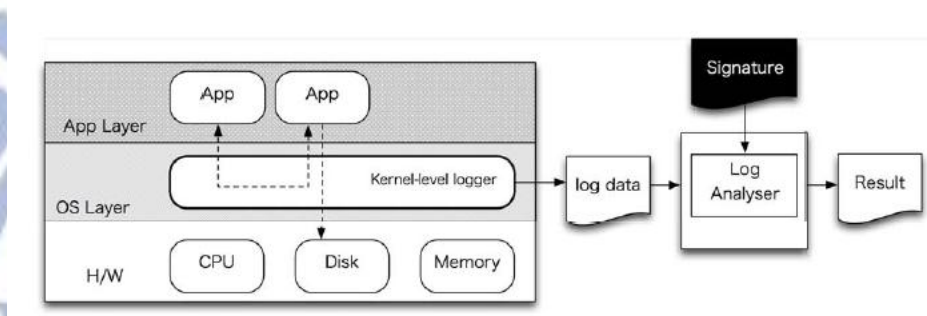 Signature
App
App
App Layer
Kernel-level logger
log data
Log
Analyser
Result
OS Layer
CPU
Disk
Memory
H/W